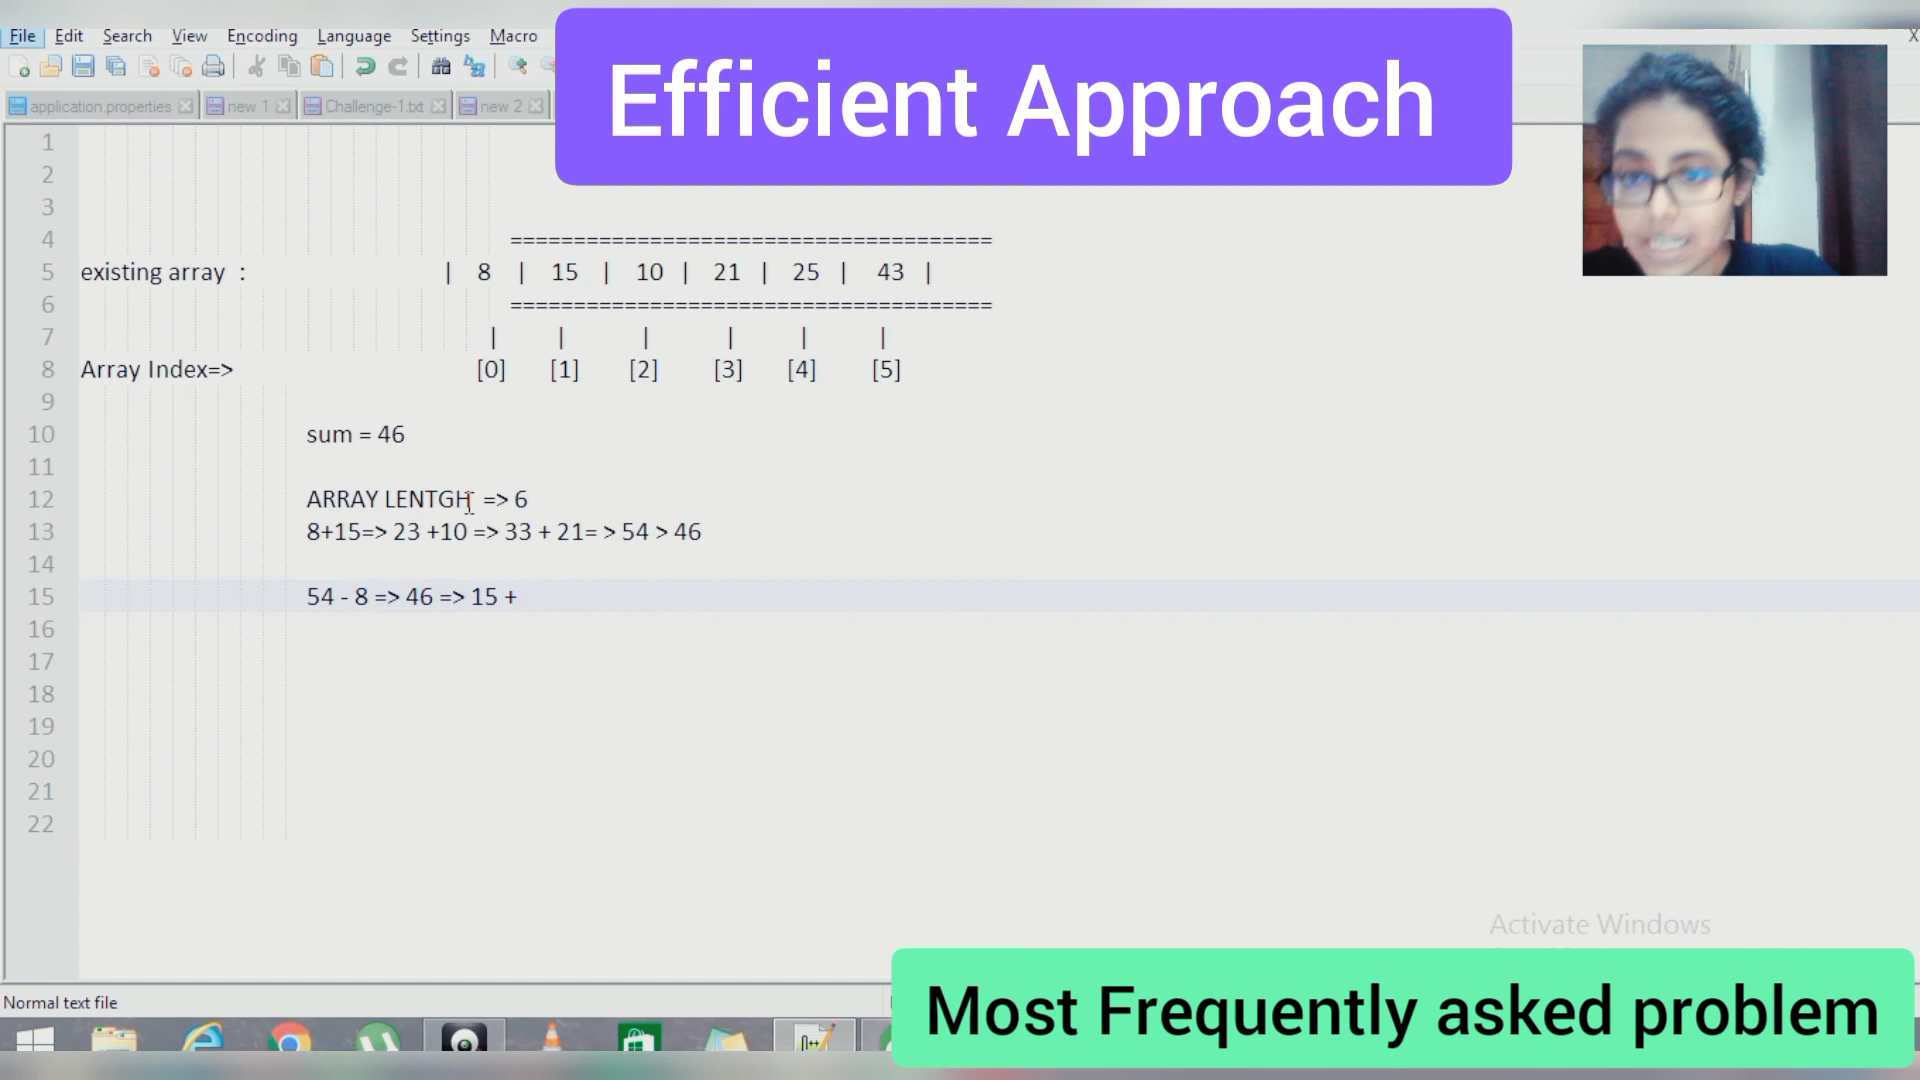 Efficient Approach
File Edit Search View Encoding Language Settings Macro
X
application.properties new 1 Challenge-1.txt new 2
1
2
3
4 =====================================
5 existing array : | 8 | 15 | 10 | 21 | 25 | 43 |
6 =====================================
7 | | | | | |
8 Array Index=> [0] [1] [2] [3] [4] [5]
9
10 sum = 46
11
12 ARRAY LENTGH => 6
13 8+15=> 23 +10 => 33 + 21= > 54 > 46
14
15 54 - 8 => 46 => 15 +
16
17
18
19
20
21
22
Activate Windows
Normal text file
Most Frequently asked problem